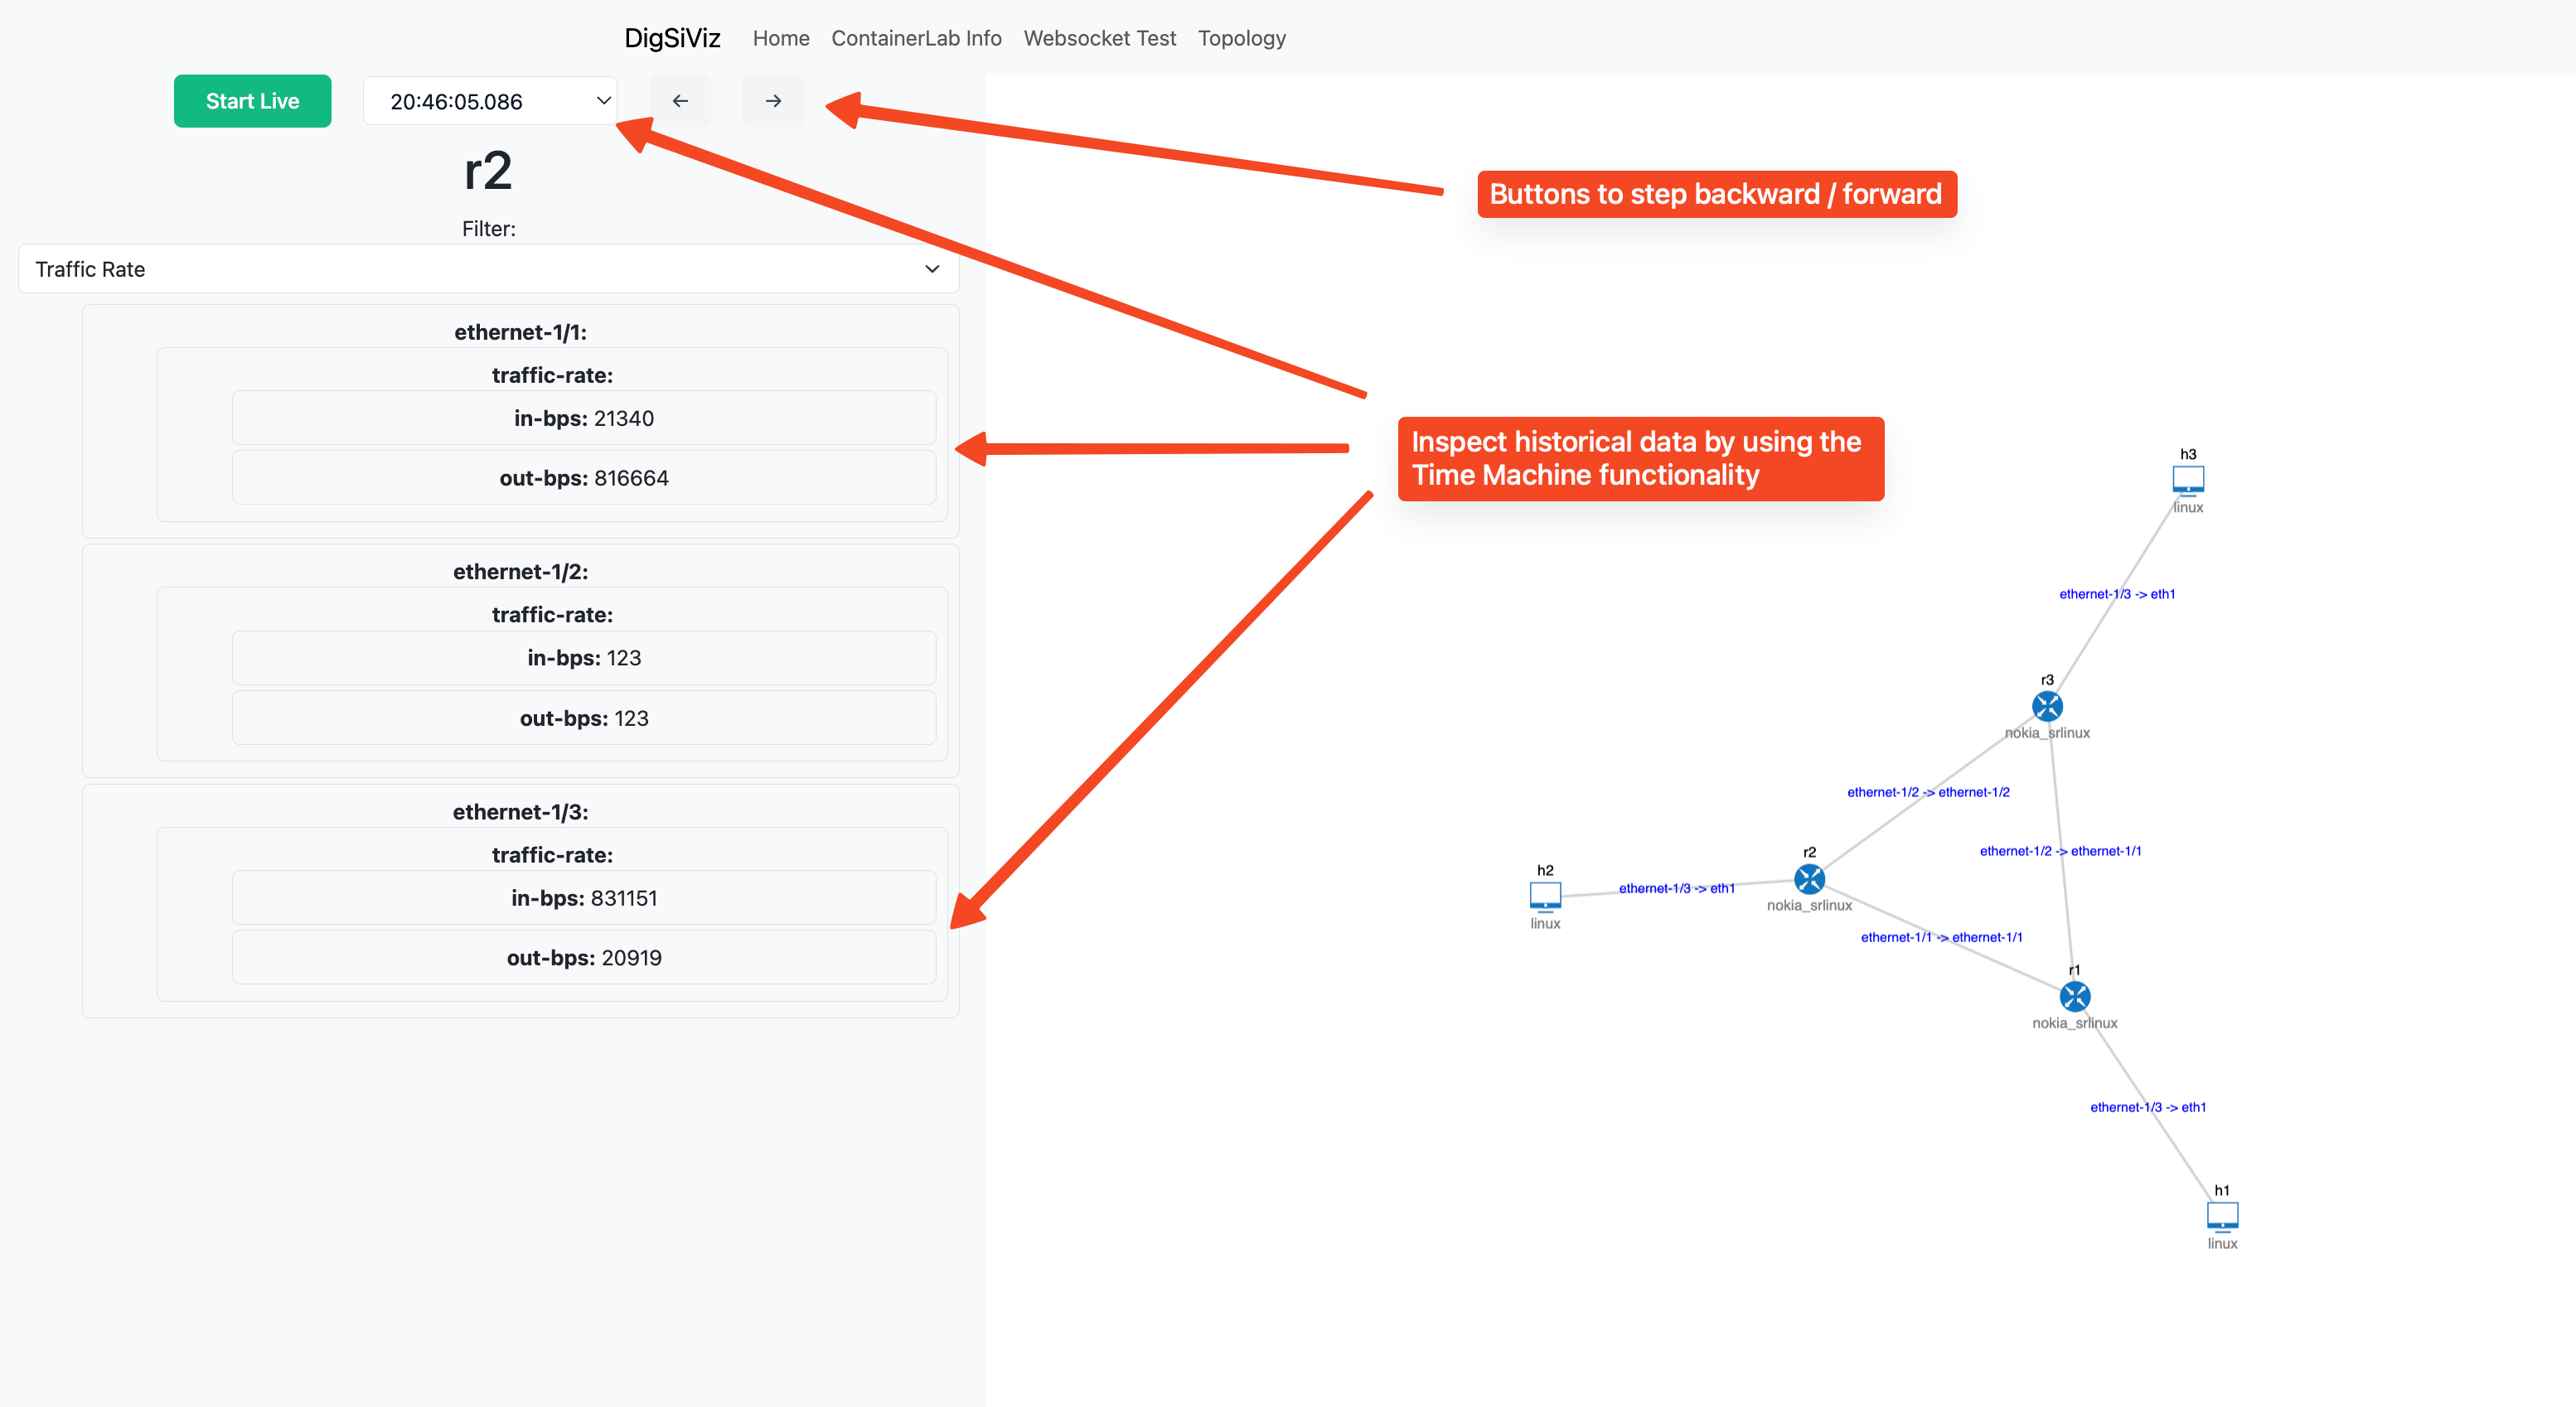 DigSiViz Home ContainerLab Info Websocket Test Topology
Start Live 20:46:05.086 ← →
r2
Filter:
Traffic Rate
ethernet-1/1:
traffic-rate:
in-bps: 21340
out-bps: 816664
ethernet-1/2:
traffic-rate:
in-bps: 123
out-bps: 123
ethernet-1/3:
traffic-rate:
in-bps: 831151
out-bps: 20919
Buttons to step backward / forward
Inspect historical data by using the
Time Machine functionality
h3
linux
ethernet-1/3 -> eth1
r3
nokia_srlinux
ethernet-1/2 -> ethernet-1/2
ethernet-1/2 -> ethernet-1/1
r2
nokia_srlinux
h2
linux
ethernet-1/3 -> eth1
ethernet-1/1 -> ethernet-1/1
r1
nokia_srlinux
ethernet-1/3 -> eth1
h1
linux